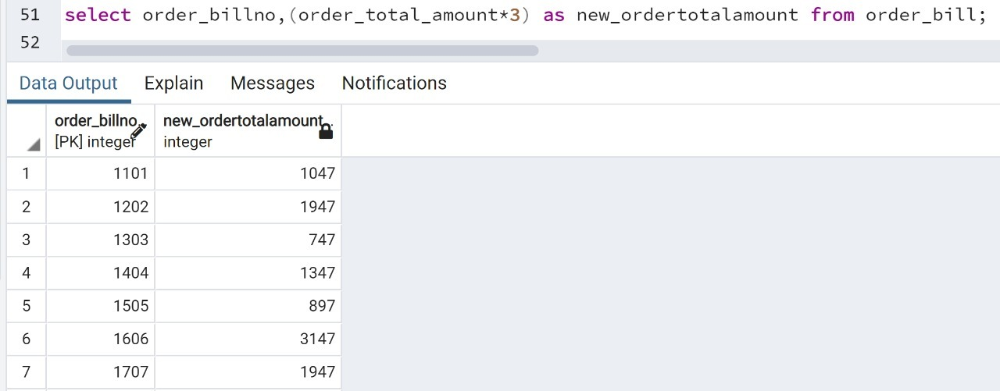 51 select order_billno,(order_total_amount*3) as new_ordertotalamount from order_bill;
52
Data Output Explain Messages Notifications
order_billno new_ordertotalamount
[PK] integer integer
1 1101 1047
2 1202 1947
3 1303 747
4 1404 1347
5 1505 897
6 1606 3147
7 1707 1947